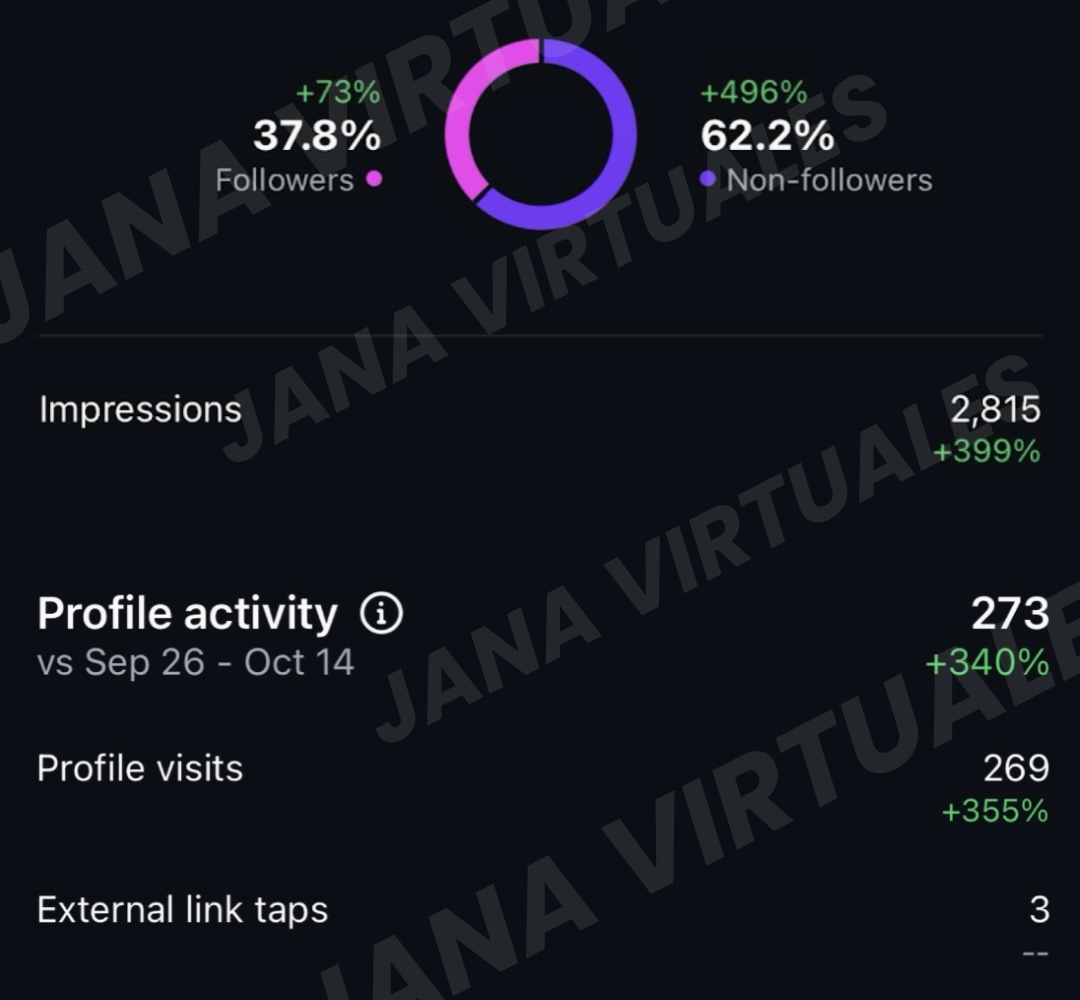 +73%
37.8%
Followers
+496%
62.2%
Non-followers
Impressions
2,815
+399%
Profile activity
273
vs Sep 26 - Oct 14
+340%
Profile visits
269
+355%
External link taps
3
--
JANA VIRTUALES
JANA VIRTUALES
JANA VIRTUALES
JANA VIRTUALES